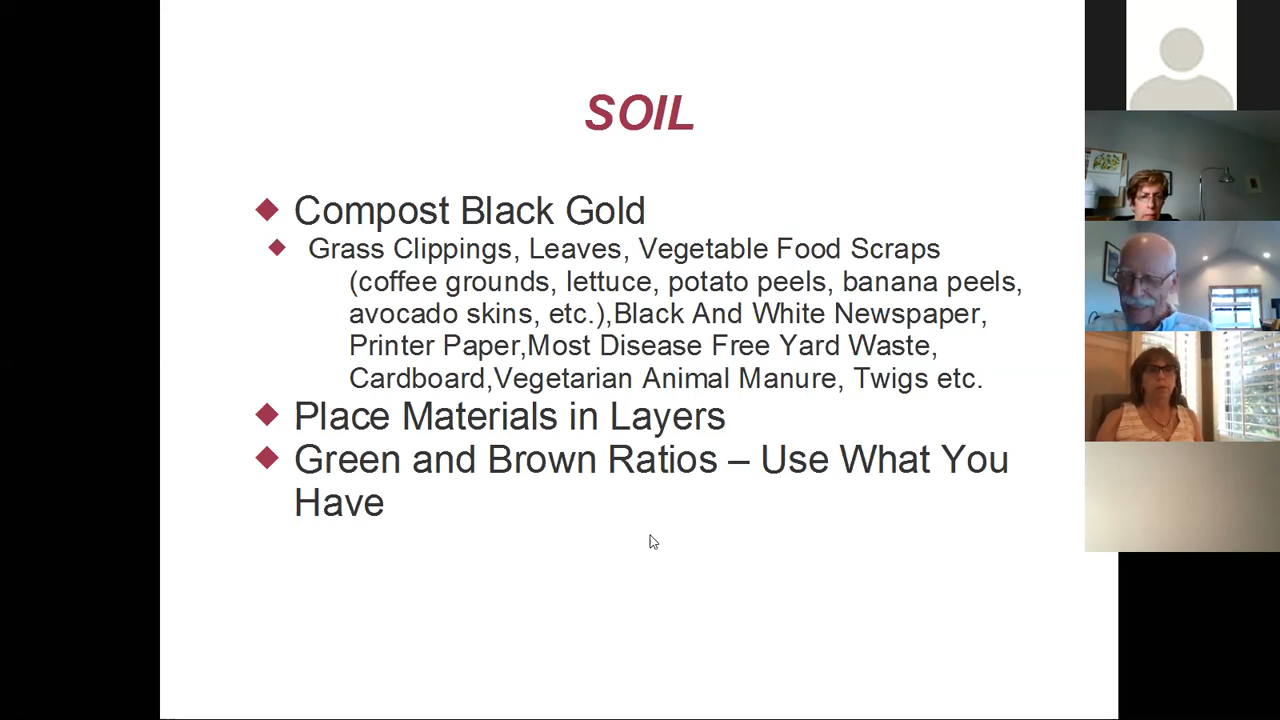 SOIL
Compost Black Gold
Grass Clippings, Leaves, Vegetable Food Scraps
(coffee grounds, lettuce, potato peels, banana peels,
avocado skins, etc.),Black And White Newspaper,
Printer Paper,Most Disease Free Yard Waste,
Cardboard,Vegetarian Animal Manure, Twigs etc.
Place Materials in Layers
Green and Brown Ratios – Use What You
Have